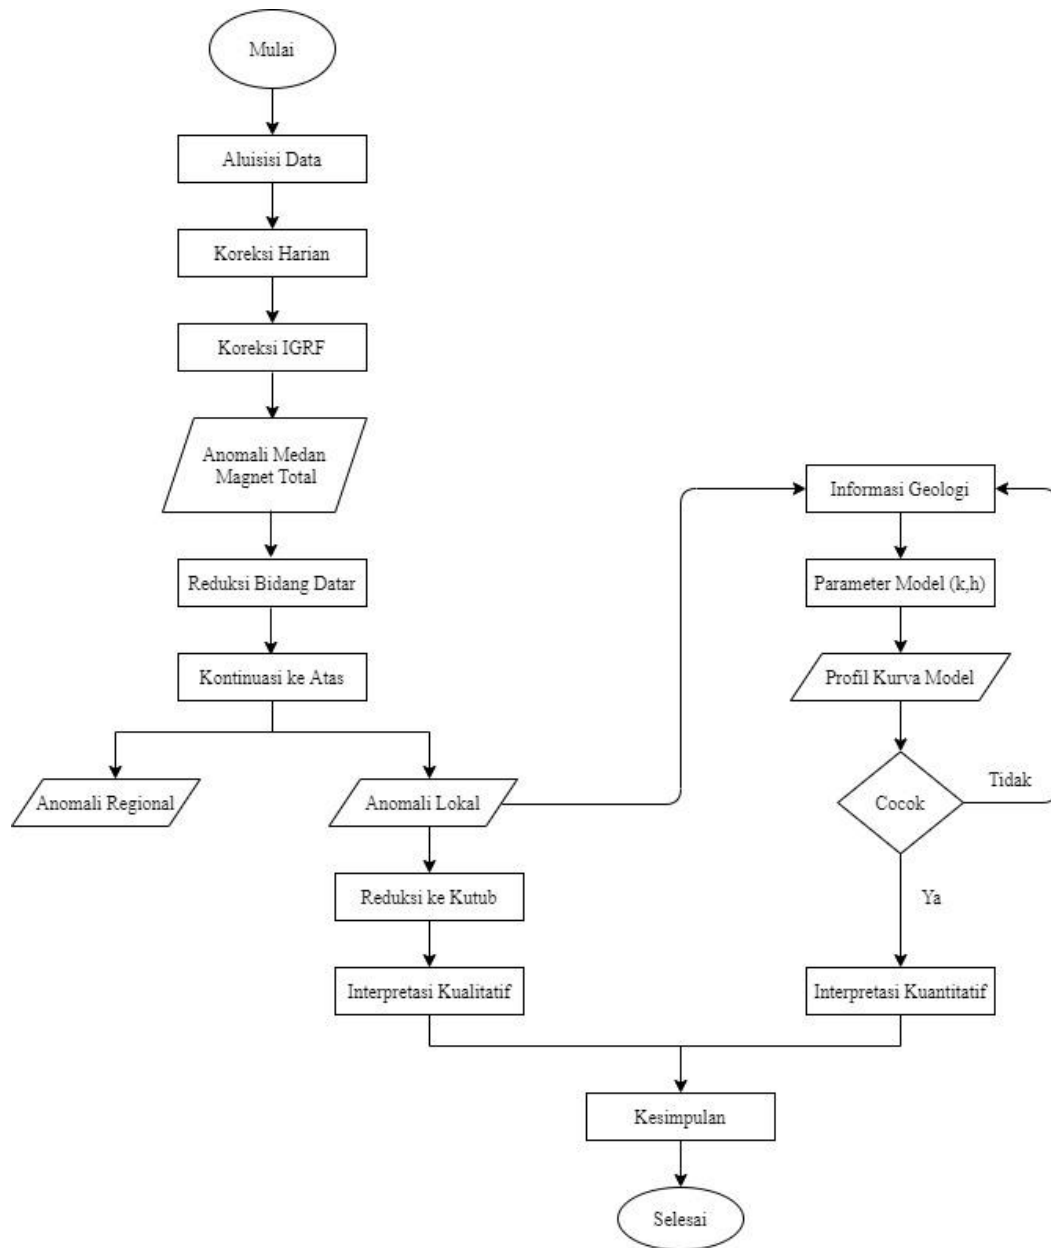 Mulai
Aluisisi Data
Koreksi Harian
Koreksi IGRF
Anomali Medan
Magnet Total
Reduksi Bidang Datar
Kontinuasi ke Atas
Anomali Regional
Anomali Lokal
Reduksi ke Kutub
Interpretasi Kualitatif
Informasi Geologi
Parameter Model (k,h)
Profil Kurva Model
Cocok
Tidak
Ya
Interpretasi Kuantitatif
Kesimpulan
Selesai